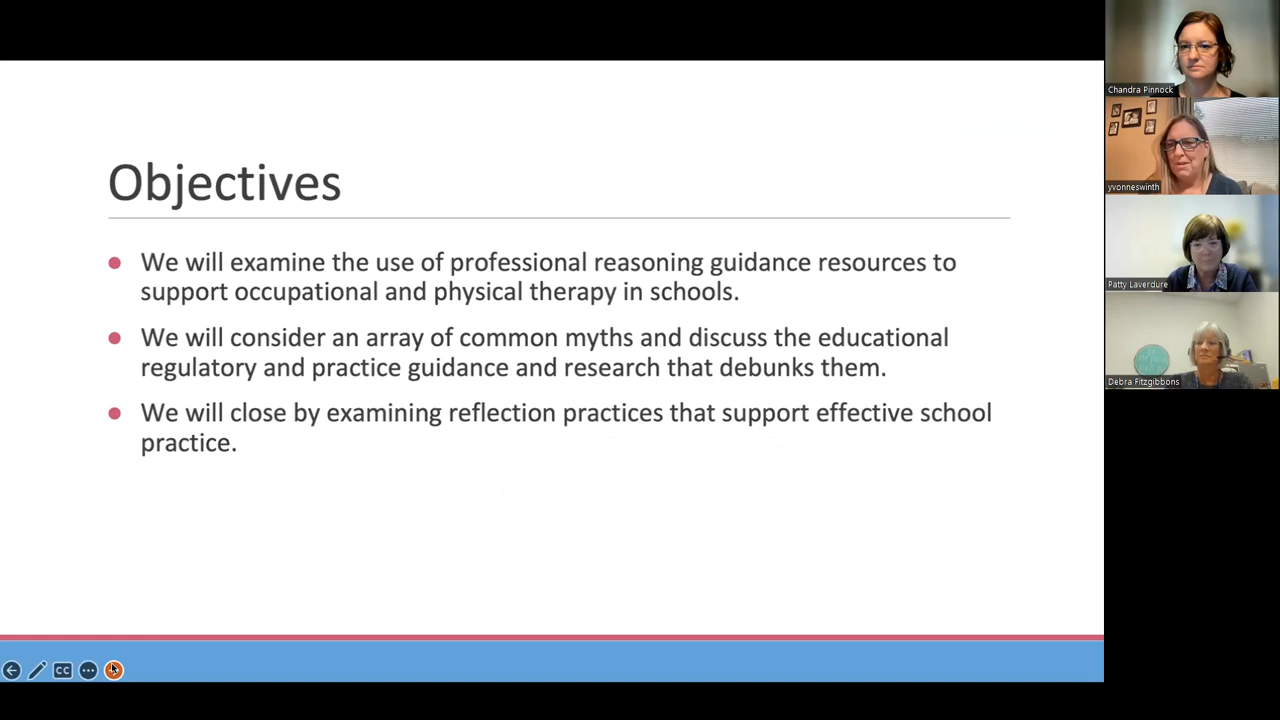 Objectives
We will examine the use of professional reasoning guidance resources to
support occupational and physical therapy in schools.
We will consider an array of common myths and discuss the educational
regulatory and practice guidance and research that debunks them.
We will close by examining reflection practices that support effective school
practice.
Chandra Pinnock
yvonneswinth
Patty Laverdure
Debra Fitzgibbons
CC